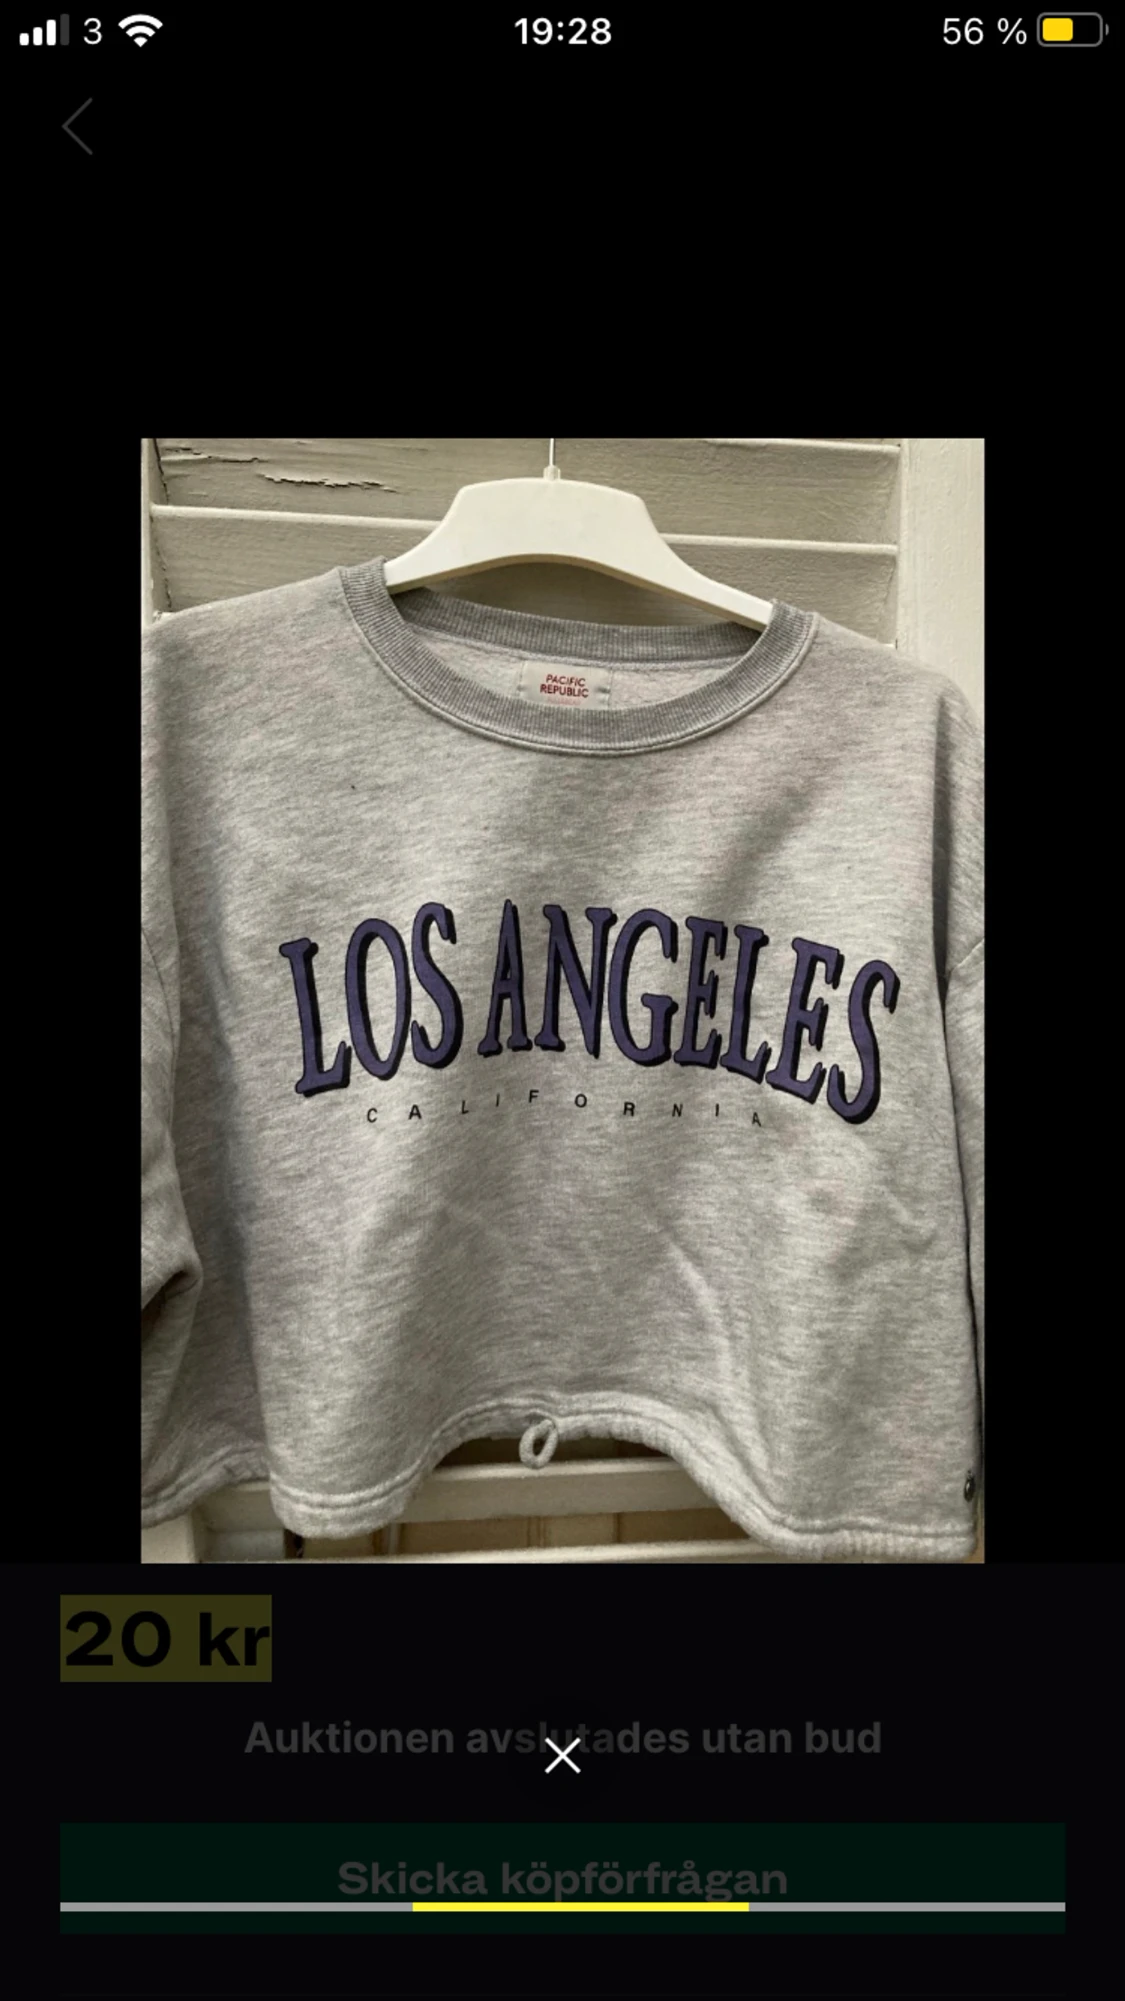 3
19:28
56 %
PACIFIC
REPUBLIC
LOS ANGELES
CALIFORNIA
20 kr
Auktionen avslutades utan bud
Skicka köpförfrågan